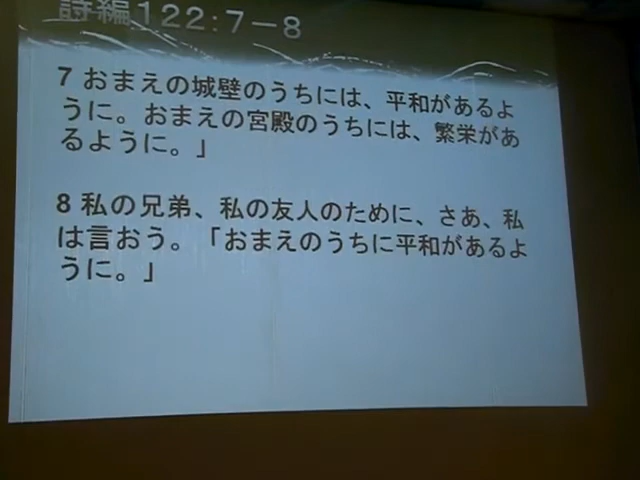 詩編122:7－8
7 おまえの城壁のうちには、平和があるよ
うに。おまえの宮殿のうちには、繁栄があ
るように。」
8 私の兄弟、私の友人のために、さあ、私
は言おう。「おまえのうちに平和があるよ
うに。」